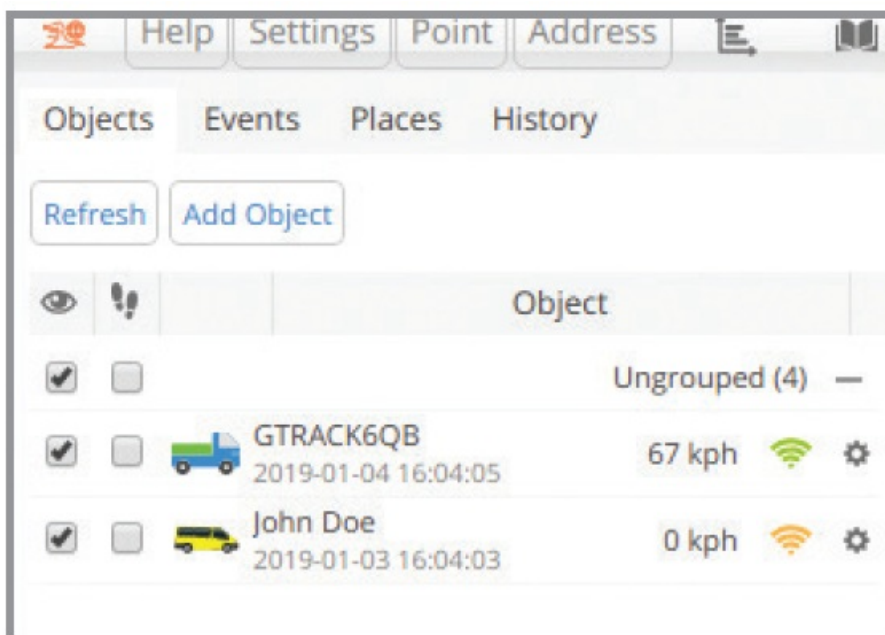 Help Settings Point Address
Objects Events Places History
Refresh Add Object
Object
Ungrouped (4)
GTRACK6QB
67 kph
2019-01-04 16:04:05
John Doe
0 kph
2019-01-03 16:04:03